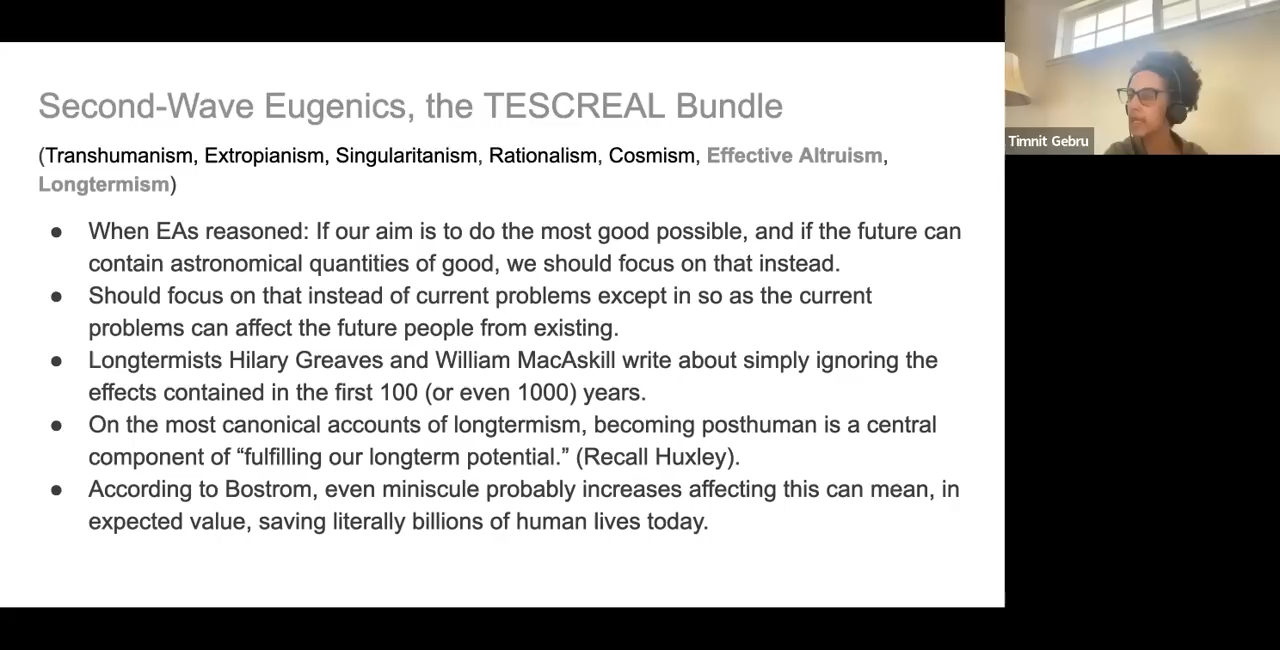 Second-Wave Eugenics, the TESCREAL Bundle
(Transhumanism, Extropianism, Singularitanism, Rationalism, Cosmism, Effective Altruism,
Longtermism)
● When EAs reasoned: If our aim is to do the most good possible, and if the future can
contain astronomical quantities of good, we should focus on that instead.
● Should focus on that instead of current problems except in so as the current
problems can affect the future people from existing.
● Longtermists Hilary Greaves and William MacAskill write about simply ignoring the
effects contained in the first 100 (or even 1000) years.
● On the most canonical accounts of longtermism, becoming posthuman is a central
component of “fulfilling our longterm potential.” (Recall Huxley).
● According to Bostrom, even miniscule probably increases affecting this can mean, in
expected value, saving literally billions of human lives today.
Timnit Gebru